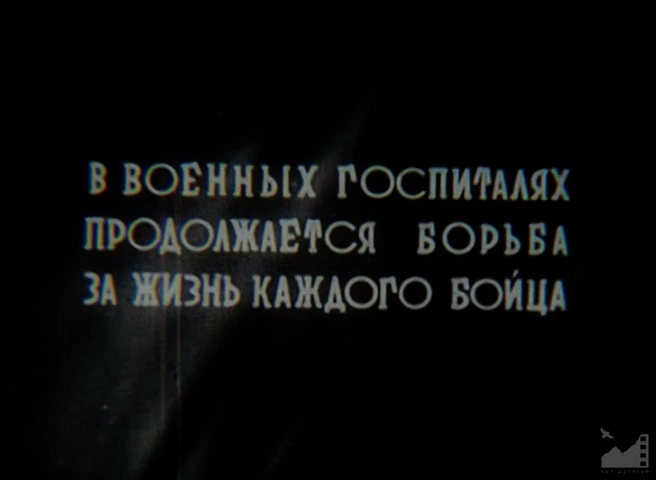 В ВОЕННЫХ ГОСПИТАЛЯХ
ПРОДОЛЖАЕТСЯ БОРЬБА
ЗА ЖИЗНЬ КАЖДОГО БОЙЦА